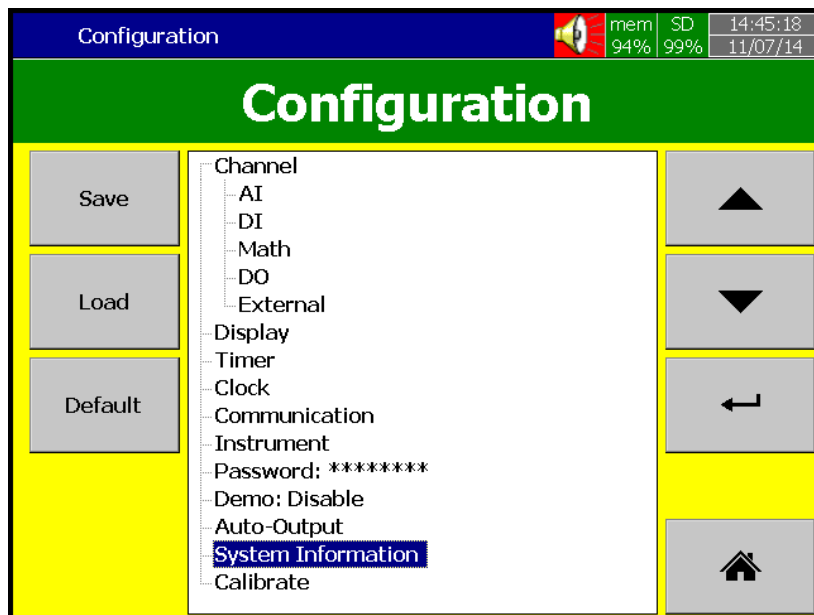 Configuration
mem SD 14:45:18
94% 99% 11/07/14
Configuration
Save
Load
Default
Channel
AI
DI
Math
DO
External
Display
Timer
Clock
Communication
Instrument
Password: ********
Demo: Disable
Auto-Output
System Information
Calibrate